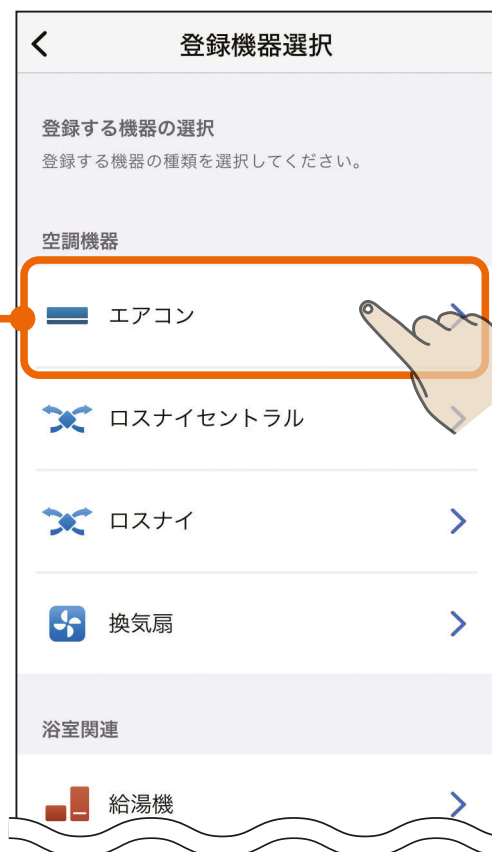 登録機器選択
登録する機器の選択
登録する機器の種類を選択してください。
空調機器
エアコン
ロスナイセントラル
ロスナイ
換気扇
浴室関連
給湯機